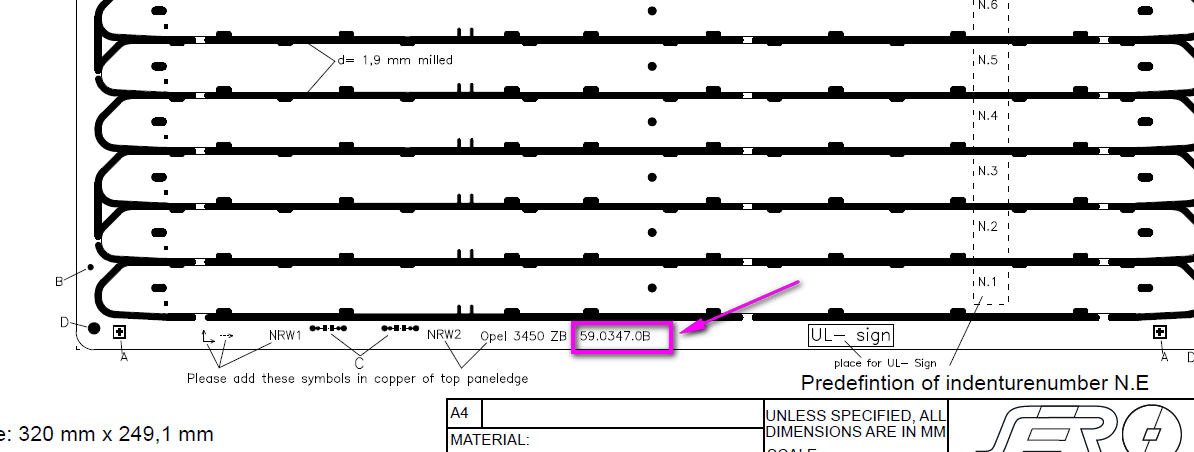 N.6
d= 1,9 mm milled
N.5
N.4
N.3
N.2
B
N.1
D
NRW1
NRW2
Opel 3450 ZB 59.0347.0B
UL- sign
A
C
place for UL- Sign
A
D
Please add these symbols in copper of top paneledge
Predefintion of indenturenumber N.E
e: 320 mm x 249,1 mm
A4
MATERIAL:
UNLESS SPECIFIED, ALL
DIMENSIONS ARE IN MM
SCALE
SERO